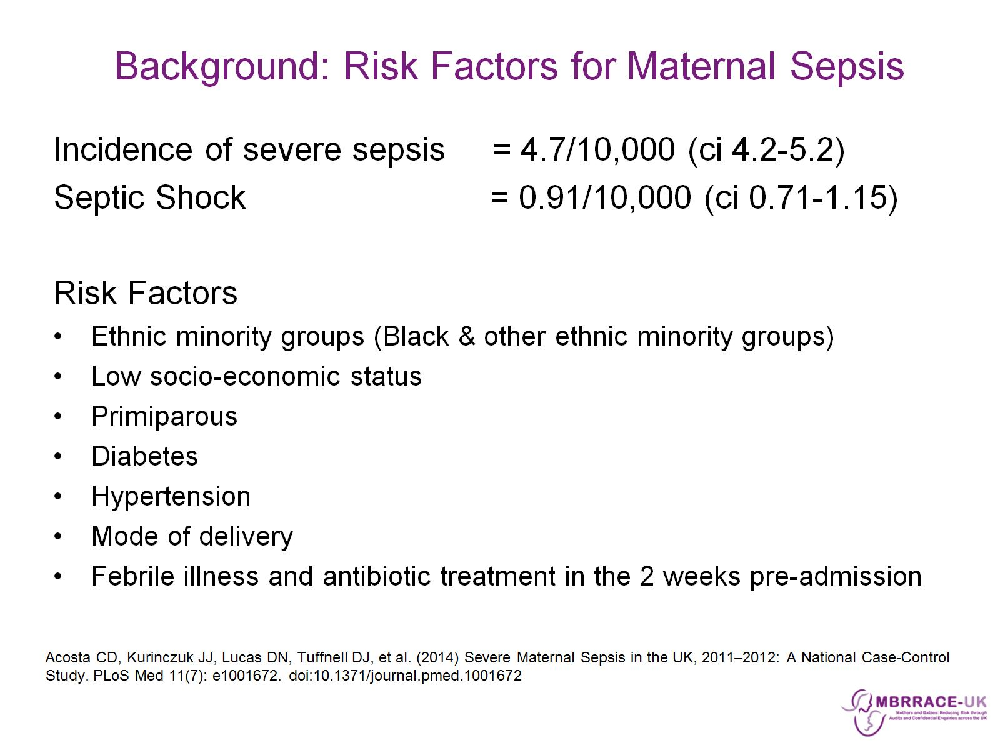 Background: Risk Factors for Maternal Sepsis
Incidence of severe sepsis = 4.7/10,000 (ci 4.2-5.2)
Septic Shock = 0.91/10,000 (ci 0.71-1.15)
Risk Factors
• Ethnic minority groups (Black & other ethnic minority groups)
• Low socio-economic status
• Primiparous
• Diabetes
• Hypertension
• Mode of delivery
• Febrile illness and antibiotic treatment in the 2 weeks pre-admission
Acosta CD, Kurinczuk JJ, Lucas DN, Tuffnell DJ, et al. (2014) Severe Maternal Sepsis in the UK, 2011–2012: A National Case-Control
Study. PLoS Med 11(7): e1001672. doi:10.1371/journal.pmed.1001672
MBRRACE-UK
Mothers and Babies: Reducing Risk through
Audits and Confidential Enquiries across the UK